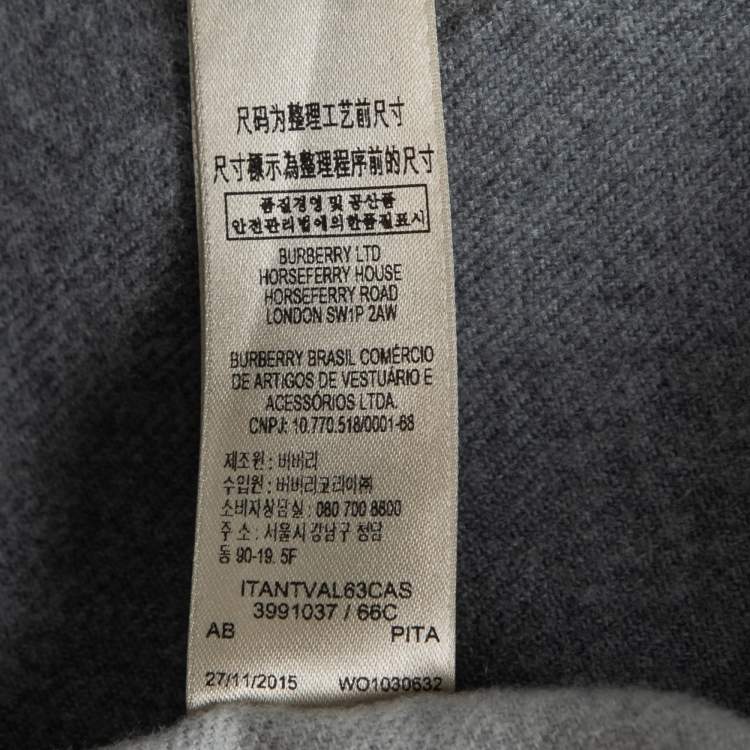 尺码为整理工艺前尺寸
尺寸標示為整理程序前的尺寸
품질경영 및 공산품
안전관리법에의한품질표시
BURBERRY LTD
HORSEFERRY HOUSE
HORSEFERRY ROAD
LONDON SW1P 2AW
BURBERRY BRASIL COMÉRCIO
DE ARTIGOS DE VESTUÁRIO E
ACESSÓRIOS LTDA.
CNPJ: 10.770.518/0001-68
제조원 : 버버리
수입원 : 버버리코리아㈜
소비자상담실 : 080 700 8800
주 소 : 서울시 강남구 청담
동 90-19. 5F
ITANTVAL63CAS
3991037 / 66C
AB PITA
27/11/2015 WO1030632